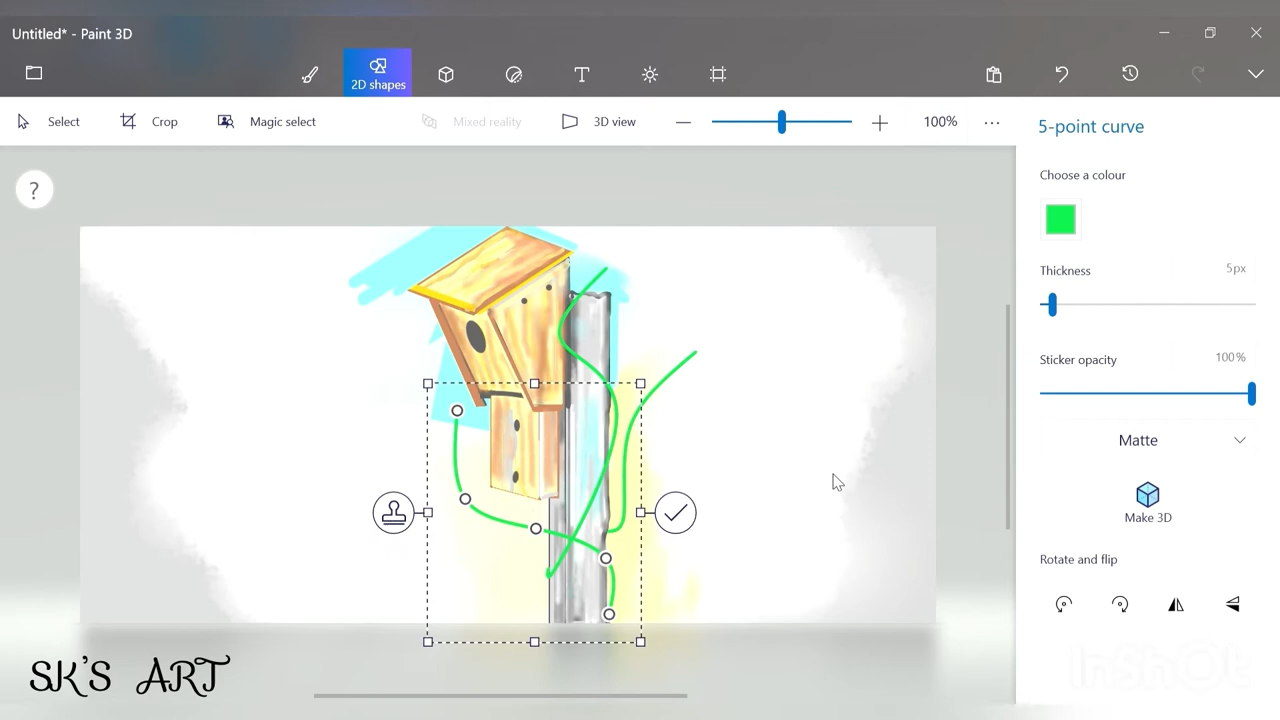 Untitled* - Paint 3D
2D shapes
Select
Crop
Magic select
Mixed reality
3D view
100%
5-point curve
?
Choose a colour
Thickness
5px
Sticker opacity
100%
Matte
Make 3D
Rotate and flip
SK'S ART
InShOt